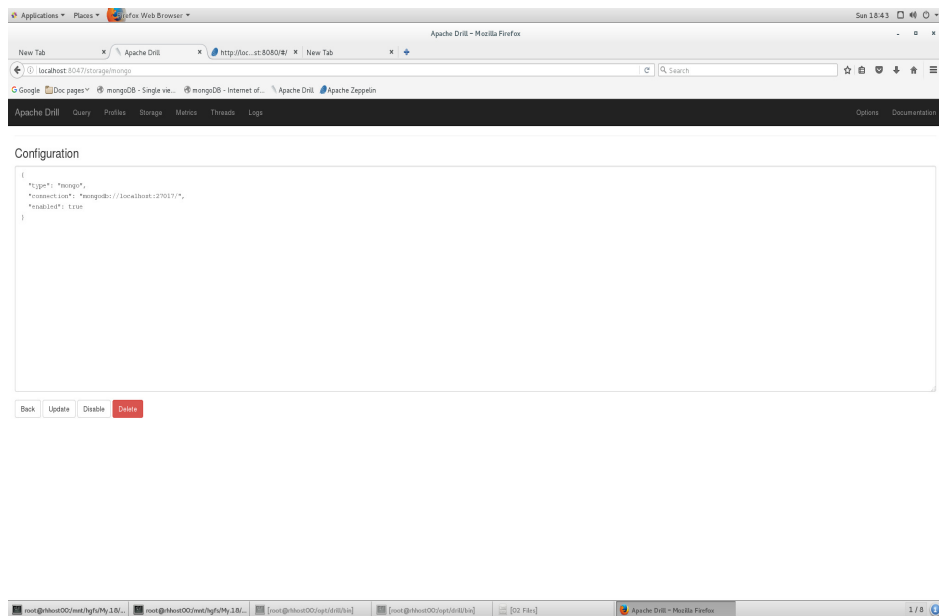 Applications Places Firefox Web Browser Sun 18:43
Apache Drill - Mozilla Firefox
New Tab Apache Drill http://loc...st:8080/#/ New Tab
localhost:8047/storage/mongo Search
Google Doc pages mongoDB - Single vie... mongoDB - Internet of... Apache Drill Apache Zeppelin
Apache Drill Query Profiles Storage Metrics Threads Logs Options Documentation
Configuration
{
"type": "mongo",
"connection": "mongodb://localhost:27017/",
"enabled": true
}
Back Update Disable Delete
root@rhhost00:/mnt/hgfs/My.18/... root@rhhost00:/mnt/hgfs/My.18/... [root@rhhost00:/opt/drill/bin] [root@rhhost00:/opt/drill/bin] [02 Files] Apache Drill - Mozilla Firefox 1 / 8